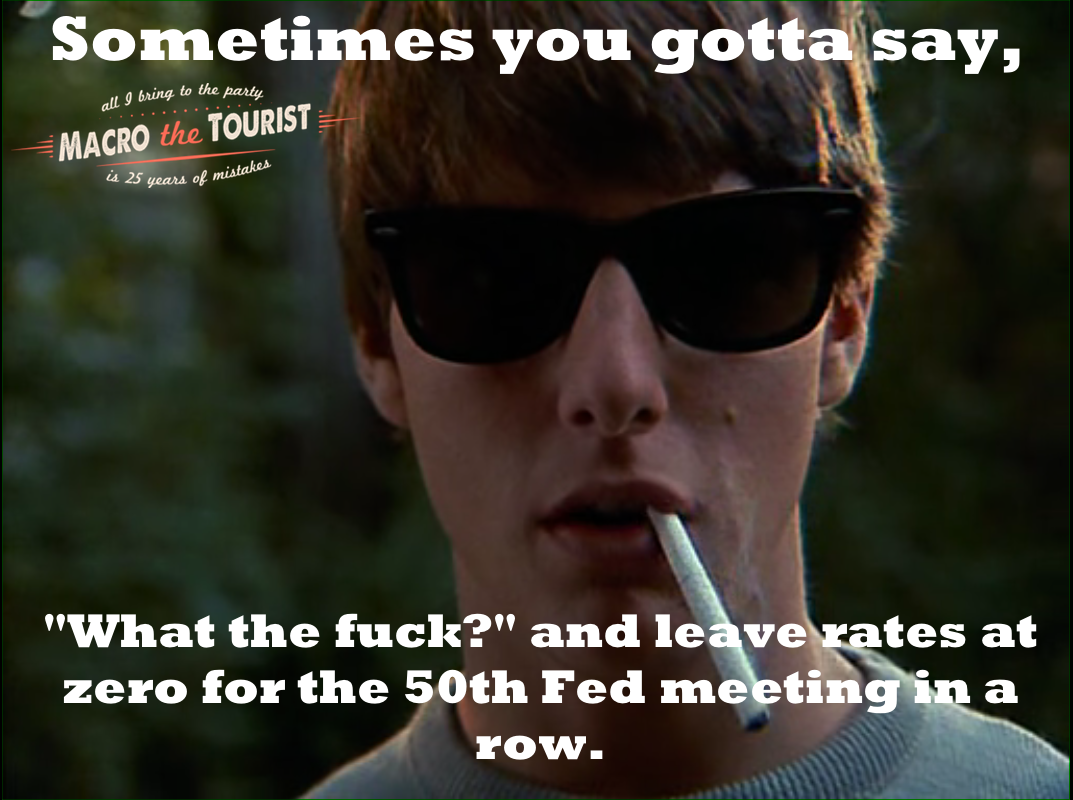 Sometimes you gotta say,
all I bring to the party
MACRO the TOURIST
is 25 years of mistakes
"What the fuck?" and leave rates at
zero for the 50th Fed meeting in a
row.